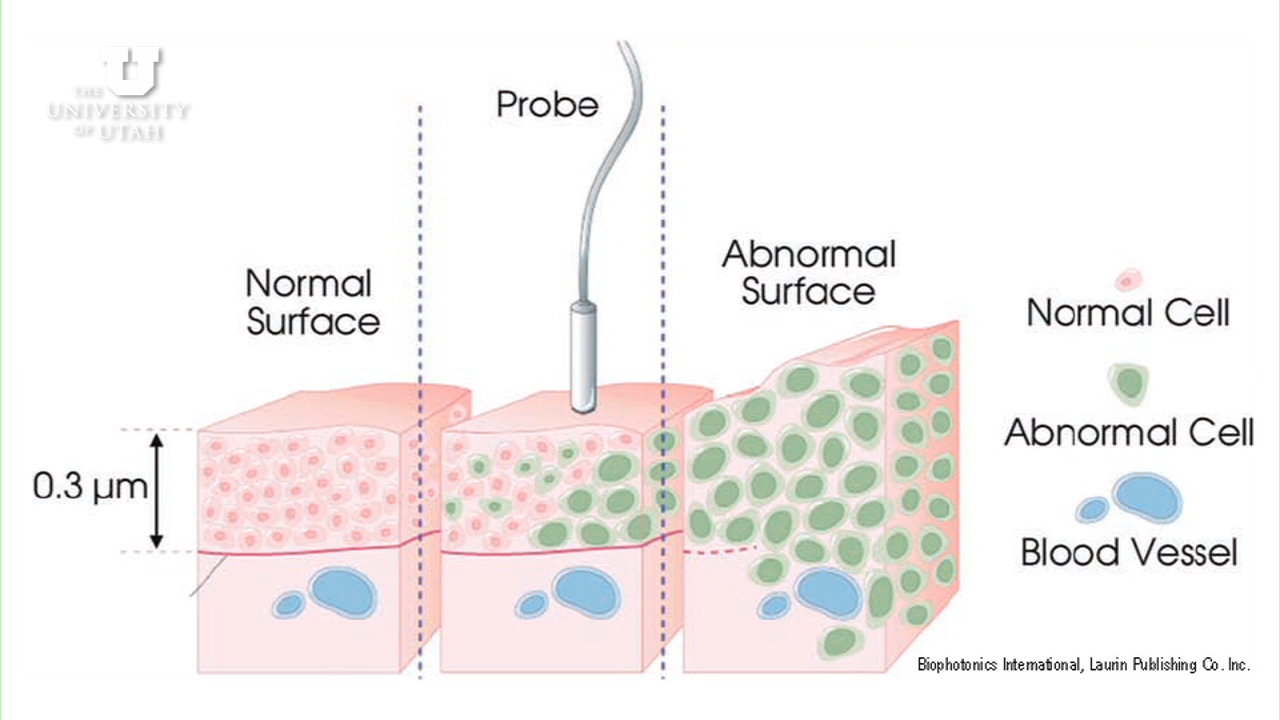 THE
UNIVERSITY
OF UTAH
Probe
Normal
Surface
Abnormal
Surface
Normal Cell
Abnormal Cell
0.3 µm
Blood Vessel
Biophotonics International, Laurin Publishing Co. Inc.